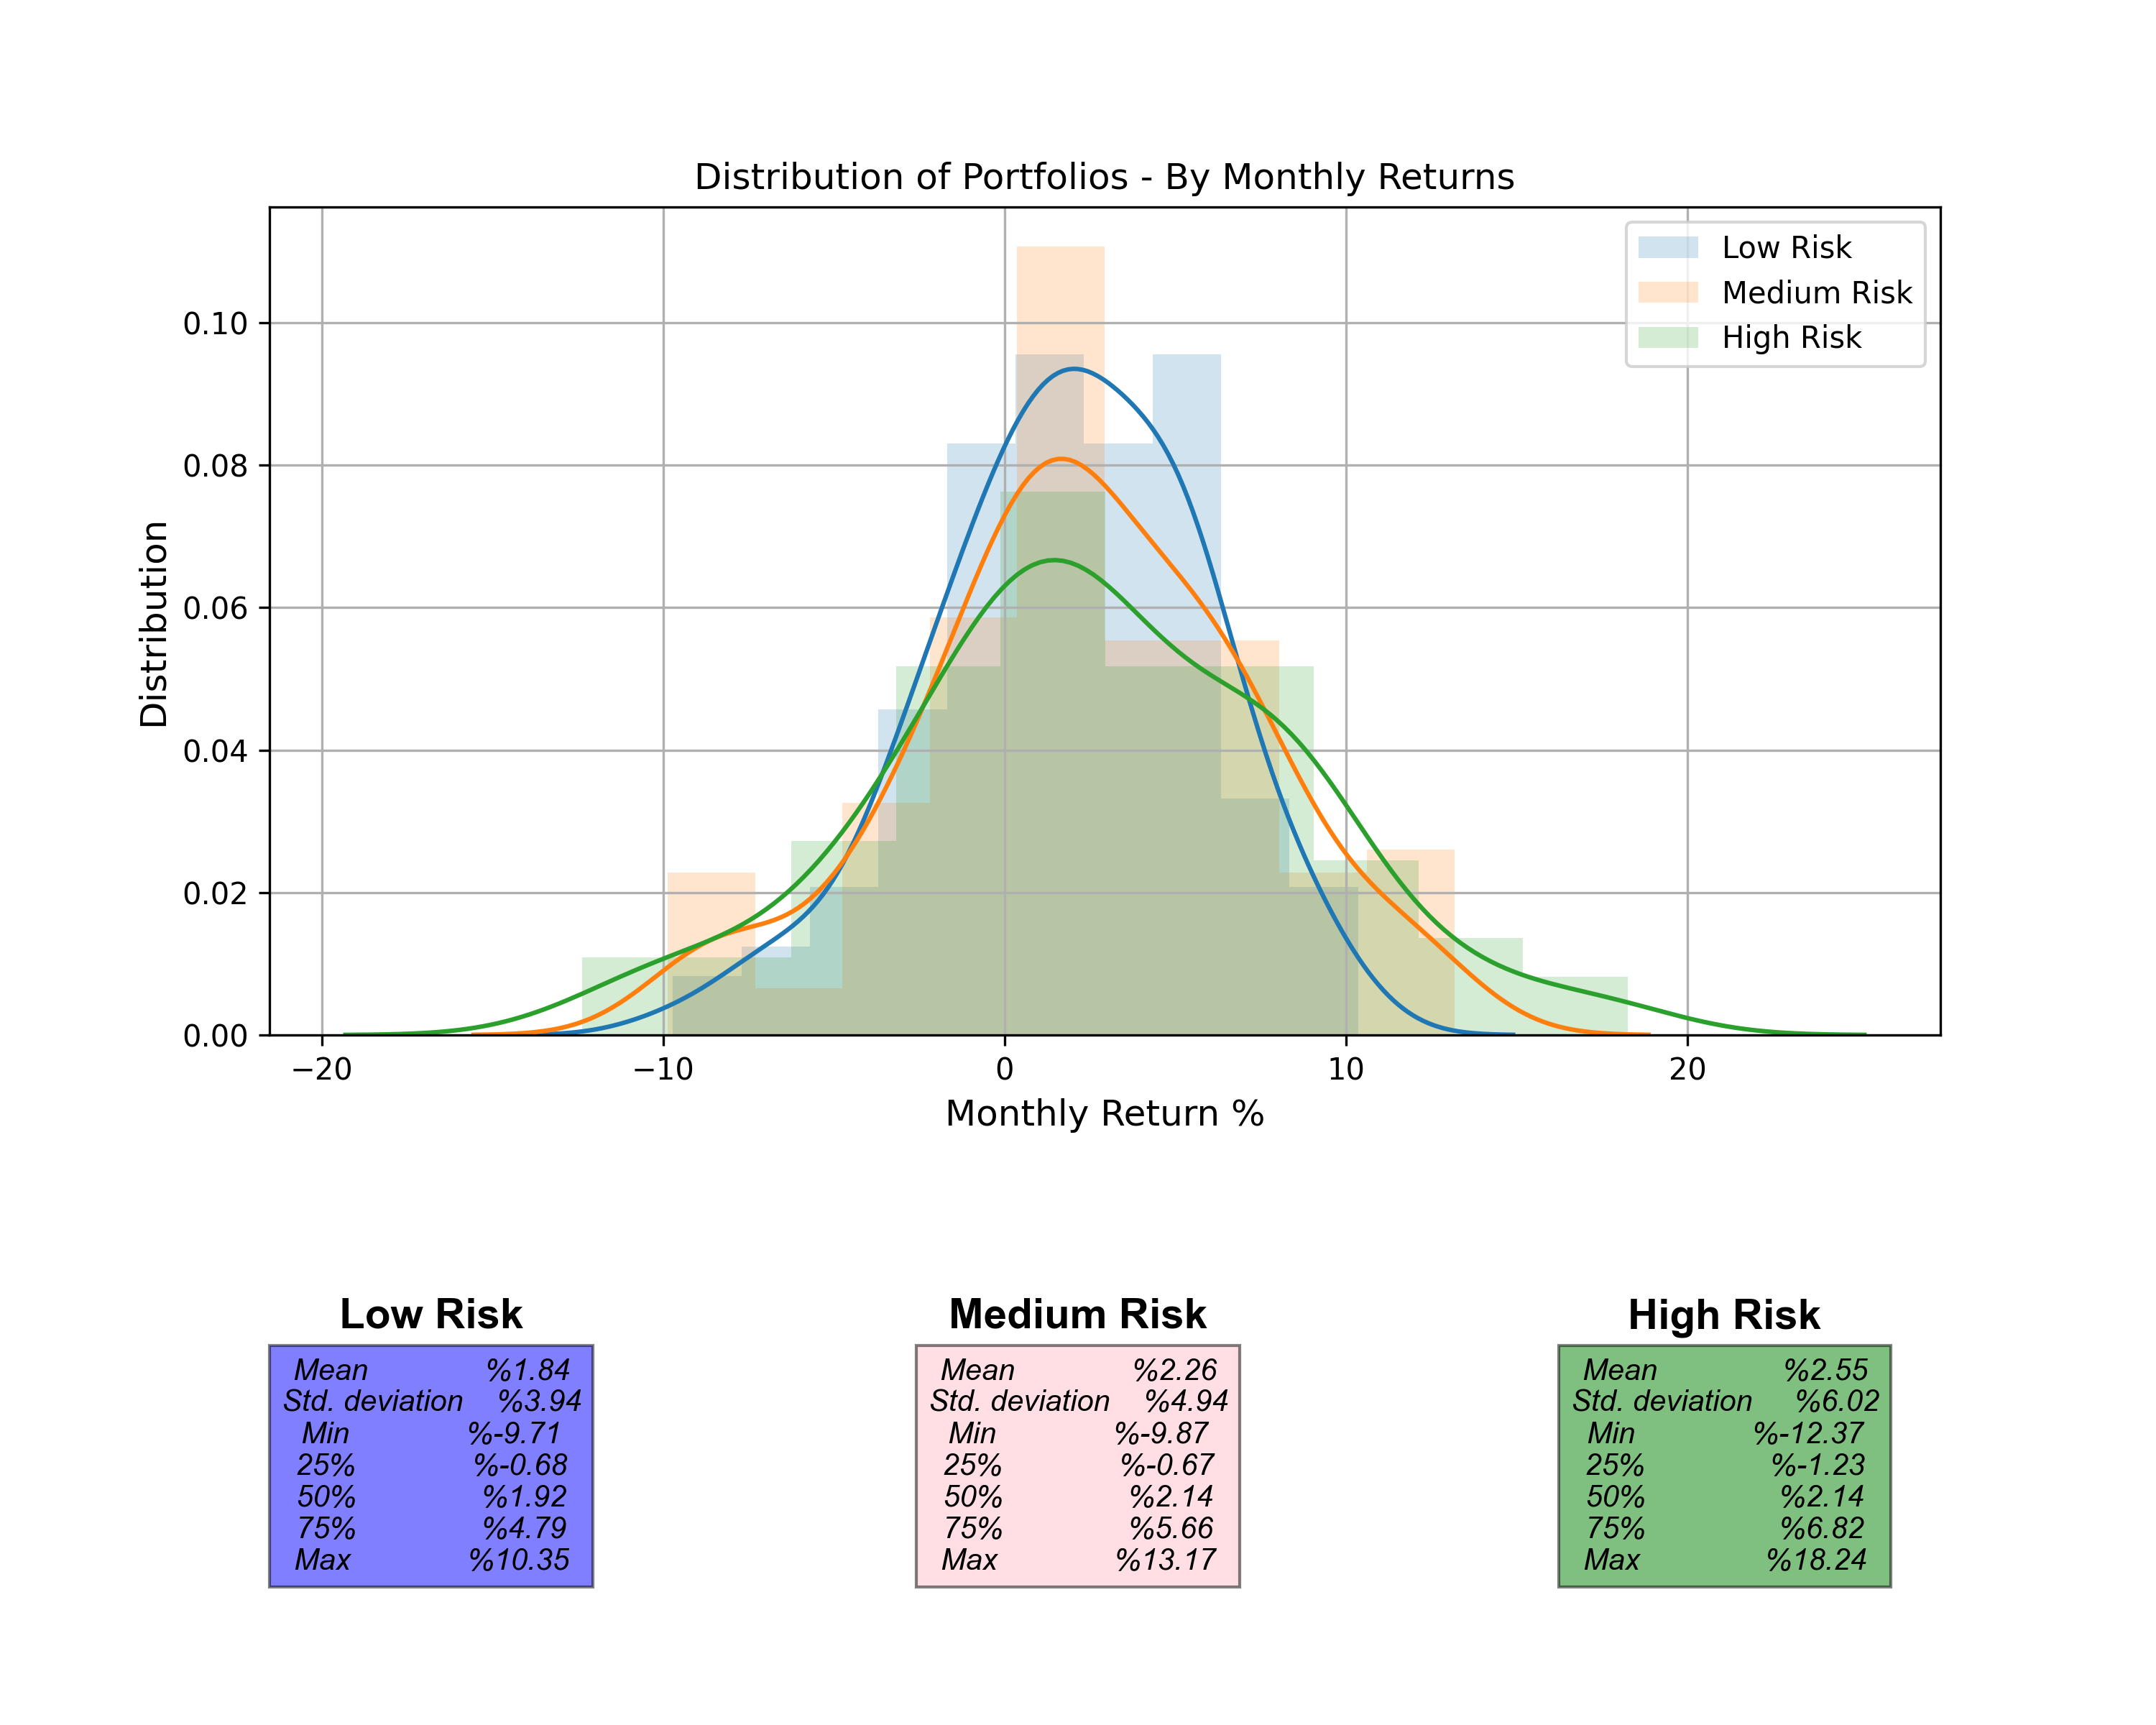 Distribution of Portfolios - By Monthly Returns
Low Risk
Medium Risk
High Risk
Distribution
0.10
0.08
0.06
0.04
0.02
0.00
−20 −10 0 10 20
Monthly Return %
Low Risk
Mean %1.84
Std. deviation %3.94
Min %-9.71
25% %-0.68
50% %1.92
75% %4.79
Max %10.35
Medium Risk
Mean %2.26
Std. deviation %4.94
Min %-9.87
25% %-0.67
50% %2.14
75% %5.66
Max %13.17
High Risk
Mean %2.55
Std. deviation %6.02
Min %-12.37
25% %-1.23
50% %2.14
75% %6.82
Max %18.24